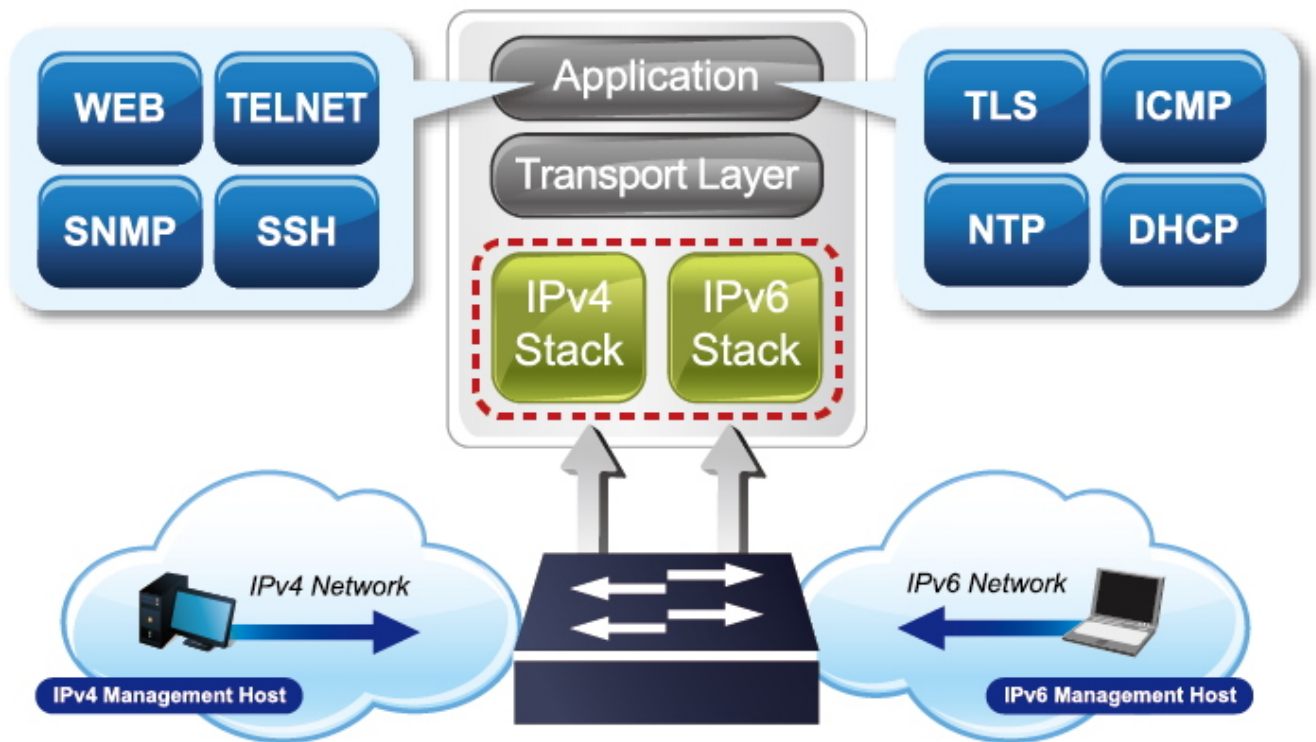 Application
WEB
TELNET
SNMP
SSH
TLS
ICMP
NTP
DHCP
Transport Layer
IPv4
Stack
IPv6
Stack
IPv4 Network
IPv6 Network
IPv4 Management Host
IPv6 Management Host